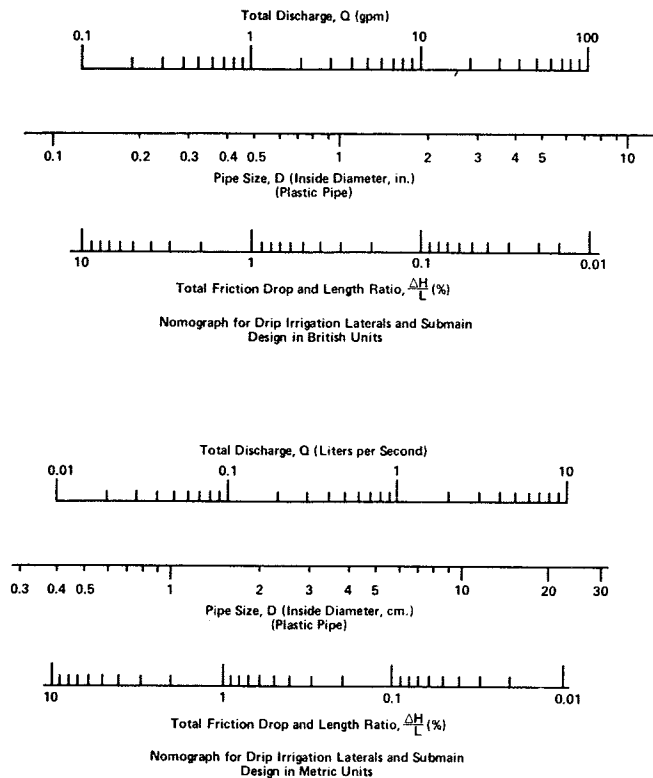 Total Discharge, Q (gpm)
0.1 1 10 100
0.1 0.2 0.3 0.4 0.5 1 2 3 4 5 10
Pipe Size, D (Inside Diameter, in.)
(Plastic Pipe)
10 1 0.1 0.01
Total Friction Drop and Length Ratio, ΔH/L (%)
Nomograph for Drip Irrigation Laterals and Submain
Design in British Units
Total Discharge, Q (Liters per Second)
0.01 0.1 1 10
0.3 0.4 0.5 1 2 3 4 5 10 20 30
Pipe Size, D (Inside Diameter, cm.)
(Plastic Pipe)
10 1 0.1 0.01
Total Friction Drop and Length Ratio, ΔH/L (%)
Nomograph for Drip Irrigation Laterals and Submain
Design in Metric Units